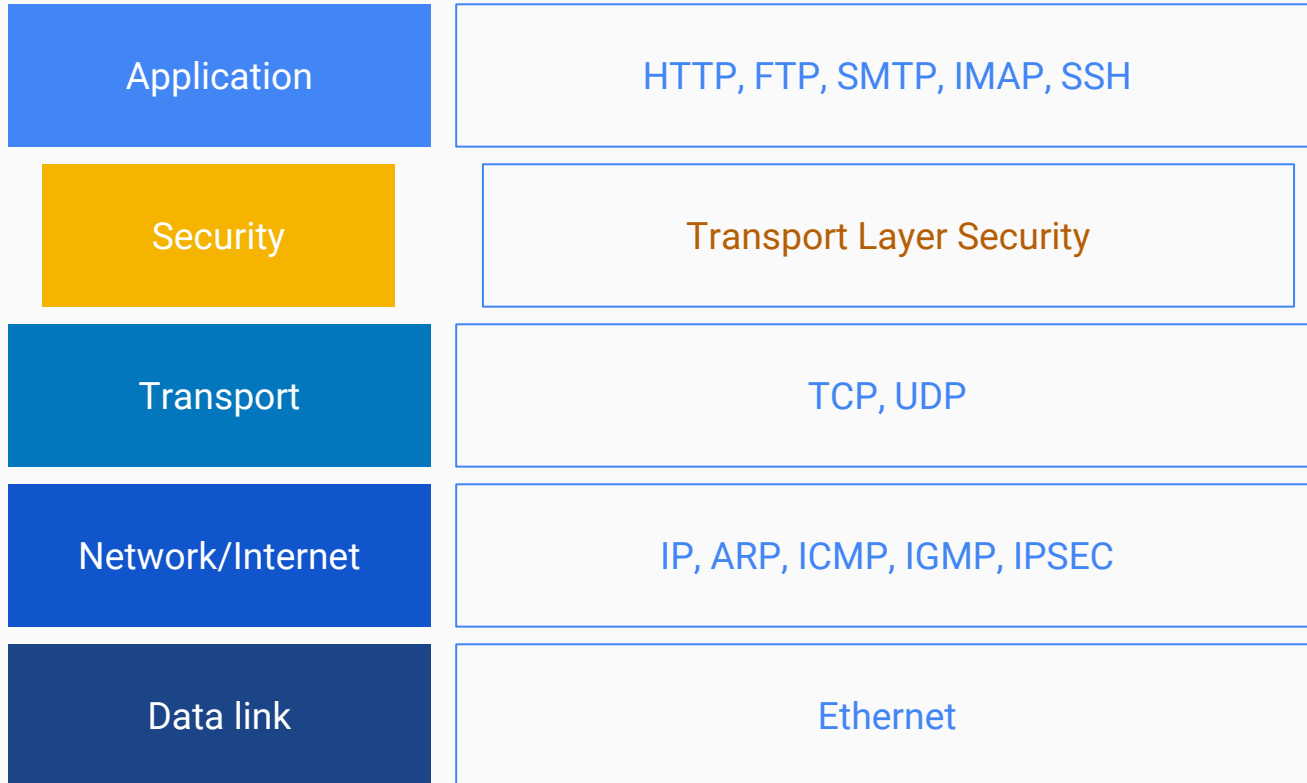 Application
HTTP, FTP, SMTP, IMAP, SSH
Security
Transport Layer Security
Transport
TCP, UDP
Network/Internet
IP, ARP, ICMP, IGMP, IPSEC
Data link
Ethernet